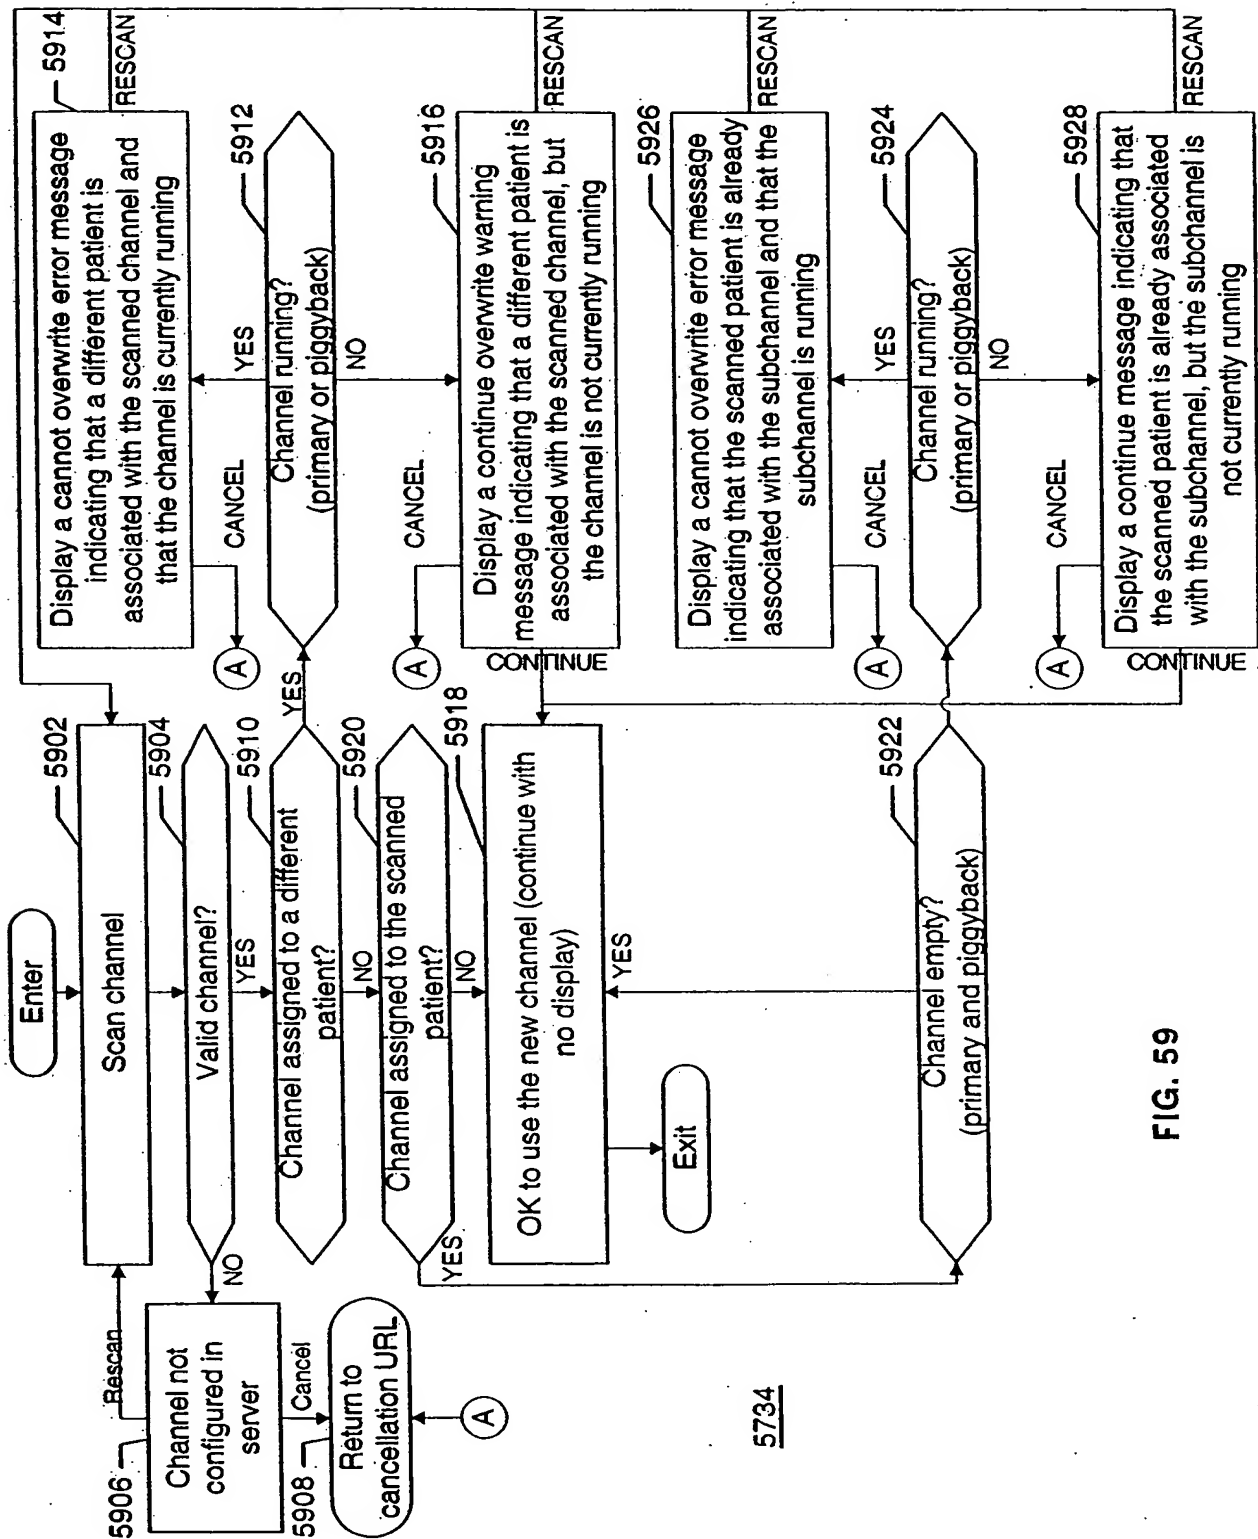 Enter
5902
Scan channel
5904
Valid channel?
NO
YES
5906
Channel not
configured in
server
Rescan
Cancel
5908
Return to
cancellation URL
A
5910
Channel assigned to a different
patient?
YES
NO
5920
Channel assigned to the scanned
patient?
YES
NO
5918
OK to use the new channel (continue with
no display)
YES
Exit
5922
Channel empty?
(primary and piggyback)
5914
Display a cannot overwrite error message
indicating that a different patient is
associated with the scanned channel and
that the channel is currently running
RESCAN
CANCEL
A
YES
5912
Channel running?
(primary or piggyback)
NO
5916
Display a continue overwrite warning
message indicating that a different patient is
associated with the scanned channel, but
the channel is not currently running
RESCAN
CANCEL
A
CONTINUE
5926
Display a cannot overwrite error message
indicating that the scanned patient is already
associated with the subchannel and that the
subchannel is running
RESCAN
CANCEL
A
YES
5924
Channel running?
(primary or piggyback)
NO
5928
Display a continue message indicating that
the scanned patient is already associated
with the subchannel, but the subchannel is
not currently running
RESCAN
CANCEL
A
CONTINUE
5734
FIG. 59